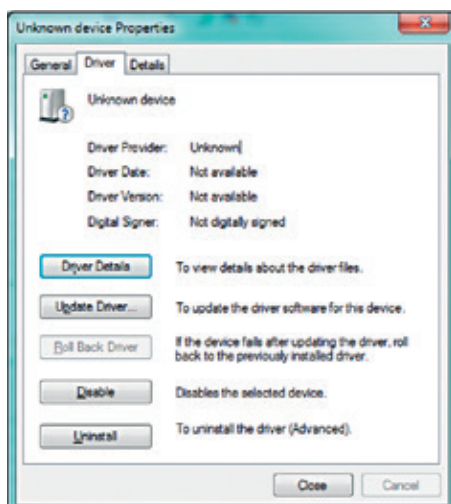 Unknown device Properties
General Driver Details
Unknown device
Driver Provider: Unknown
Driver Date: Not available
Driver Version: Not available
Digital Signer: Not digitally signed
Driver Details To view details about the driver files.
Update Driver... To update the driver software for this device.
Roll Back Driver If the device fails after updating the driver, roll
back to the previously installed driver.
Disable Disables the selected device.
Uninstall To uninstall the driver (Advanced).
Close Cancel